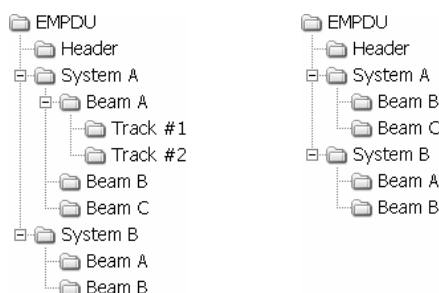 EMPDU
Header
System A
Beam A
Track #1
Track #2
Beam B
Beam C
System B
Beam A
Beam B
EMPDU
Header
System A
Beam B
Beam C
System B
Beam A
Beam B